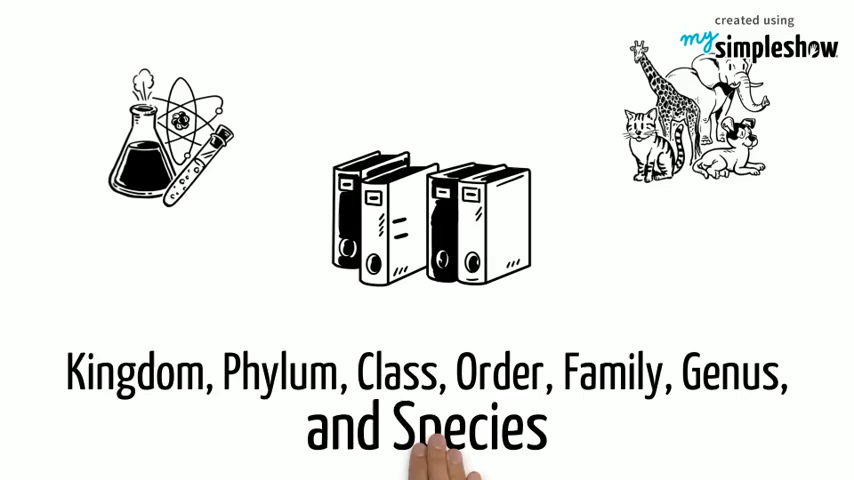 created using
my simpleshow
Kingdom, Phylum, Class, Order, Family, Genus,
and Species